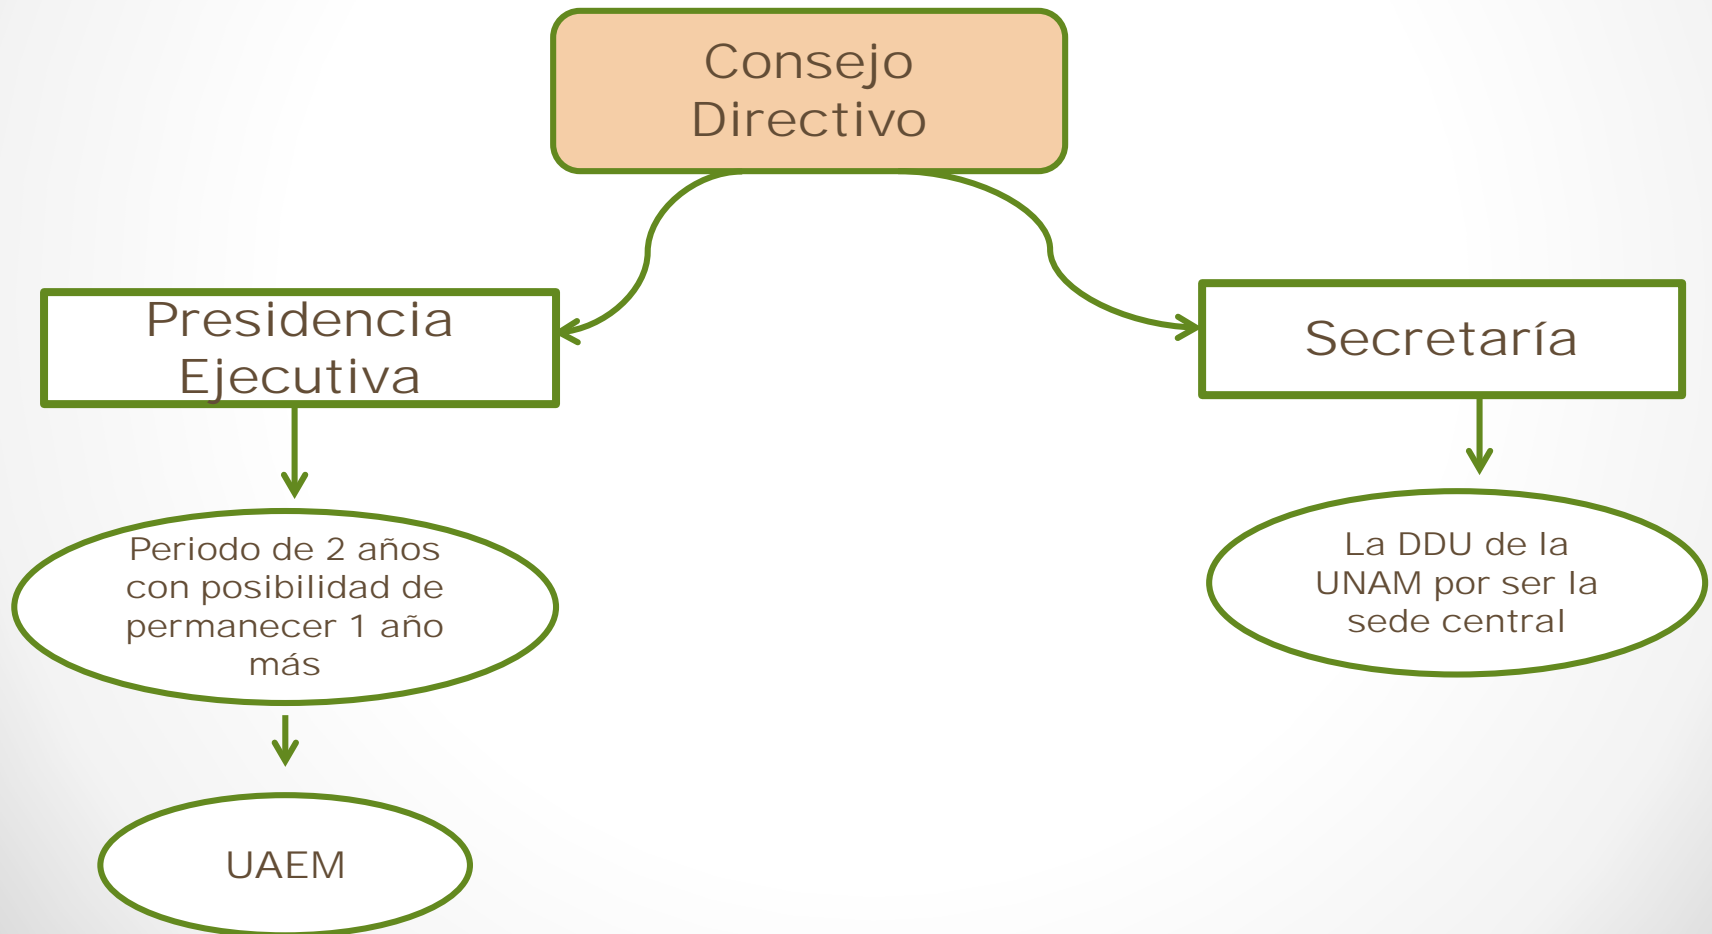 Consejo
Directivo
Presidencia
Ejecutiva
Secretaría
Periodo de 2 años
con posibilidad de
permanecer 1 año
más
La DDU de la
UNAM por ser la
sede central
UAEM